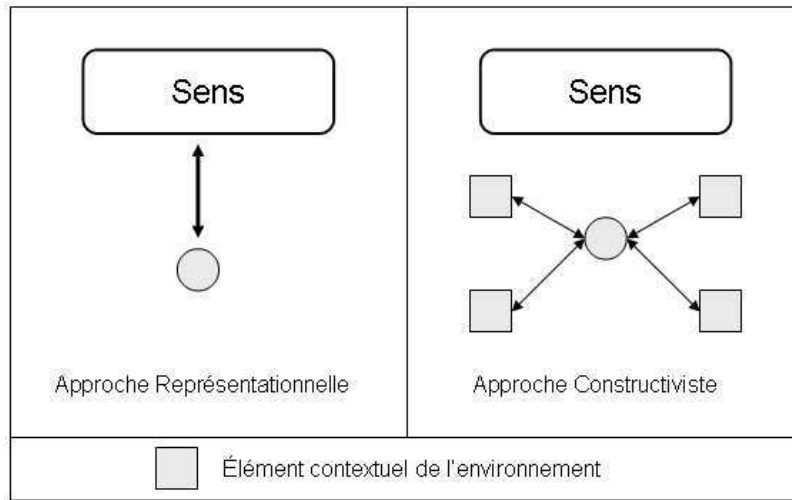 Sens
Sens
Approche Représentationnelle
Approche Constructiviste
Élément contextuel de l'environnement